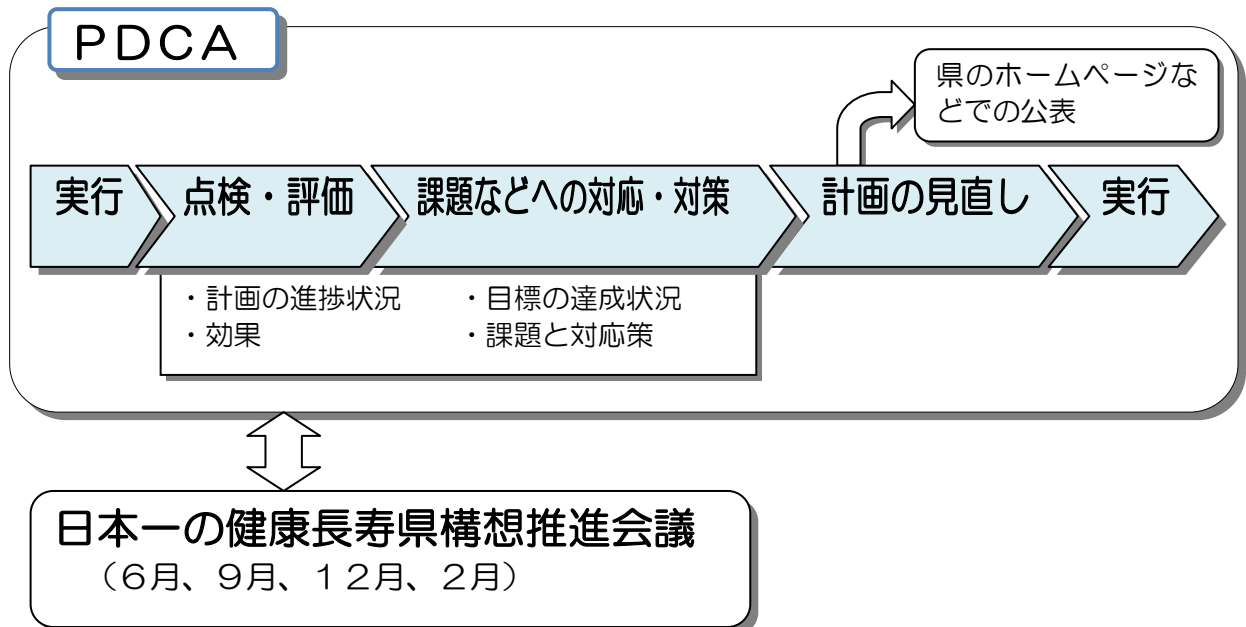 ＰＤＣＡ
県のホームページな
どでの公表
実行
点検・評価
課題などへの対応・対策
計画の見直し
実行
・計画の進捗状況
・目標の達成状況
・効果
・課題と対応策
日本一の健康長寿県構想推進会議
（６月、９月、１２月、２月）